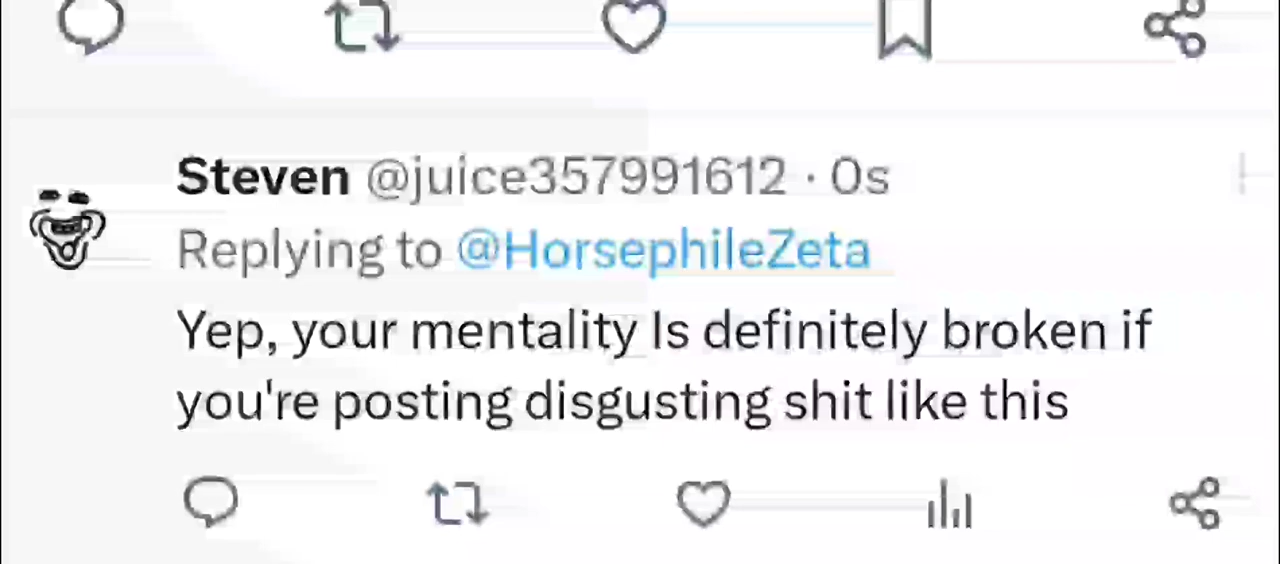 Steven @juice357991612 · 0s
Replying to @HorsephileZeta
Yep, your mentality Is definitely broken if
you're posting disgusting shit like this